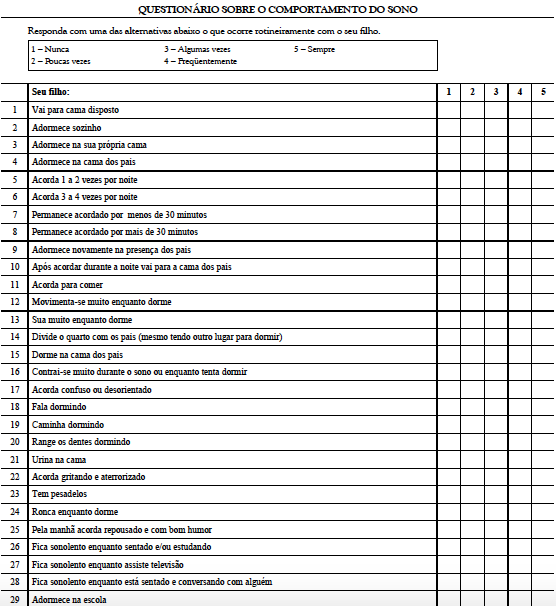 QUESTIONÁRIO SOBRE O COMPORTAMENTO DO SONO
Responda com uma das alternativas abaixo o que ocorre rotineiramente com o seu filho.
1 – Nunca 3 – Algumas vezes 5 – Sempre
2 – Poucas vezes 4 – Freqüentemente
Seu filho: 1 2 3 4 5
1 Vai para cama disposto
2 Adormece sozinho
3 Adormece na sua própria cama
4 Adormece na cama dos pais
5 Acorda 1 a 2 vezes por noite
6 Acorda 3 a 4 vezes por noite
7 Permanece acordado por menos de 30 minutos
8 Permanece acordado por mais de 30 minutos
9 Adormece novamente na presença dos pais
10 Após acordar durante a noite vai para a cama dos pais
11 Acorda para comer
12 Movimenta-se muito enquanto dorme
13 Sua muito enquanto dorme
14 Divide o quarto com os pais (mesmo tendo outro lugar para dormir)
15 Dorme na cama dos pais
16 Contrai-se muito durante o sono ou enquanto tenta dormir
17 Acorda confuso ou desorientado
18 Fala dormindo
19 Caminha dormindo
20 Range os dentes dormindo
21 Urina na cama
22 Acorda gritando e aterrorizado
23 Tem pesadelos
24 Ronca enquanto dorme
25 Pela manhã acorda repousado e com bom humor
26 Fica sonolento enquanto sentado e/ou estudando
27 Fica sonolento enquanto assiste televisão
28 Fica sonolento enquanto está sentado e conversando com alguém
29 Adormece na escola